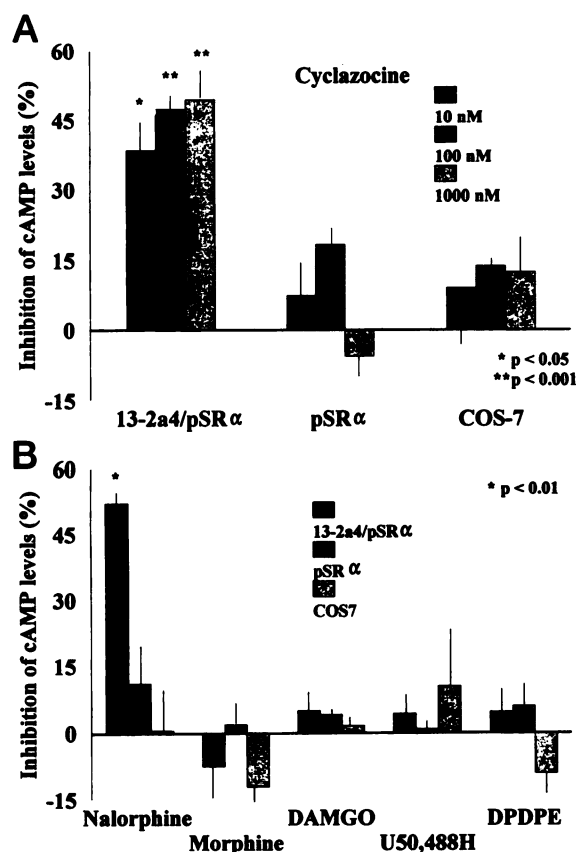 A
Inhibition of cAMP levels (%)
60
45
30
15
0
-15
*
**
**
Cyclazocine
10 nM
100 nM
1000 nM
* p < 0.05
**p < 0.001
13-2a4/pSRα
pSRα
COS-7
B
Inhibition of cAMP levels (%)
60
45
30
15
0
-15
*
* p < 0.01
13-2a4/pSRα
pSR α
COS7
Nalorphine
Morphine
DAMGO
U50,488H
DPDPE